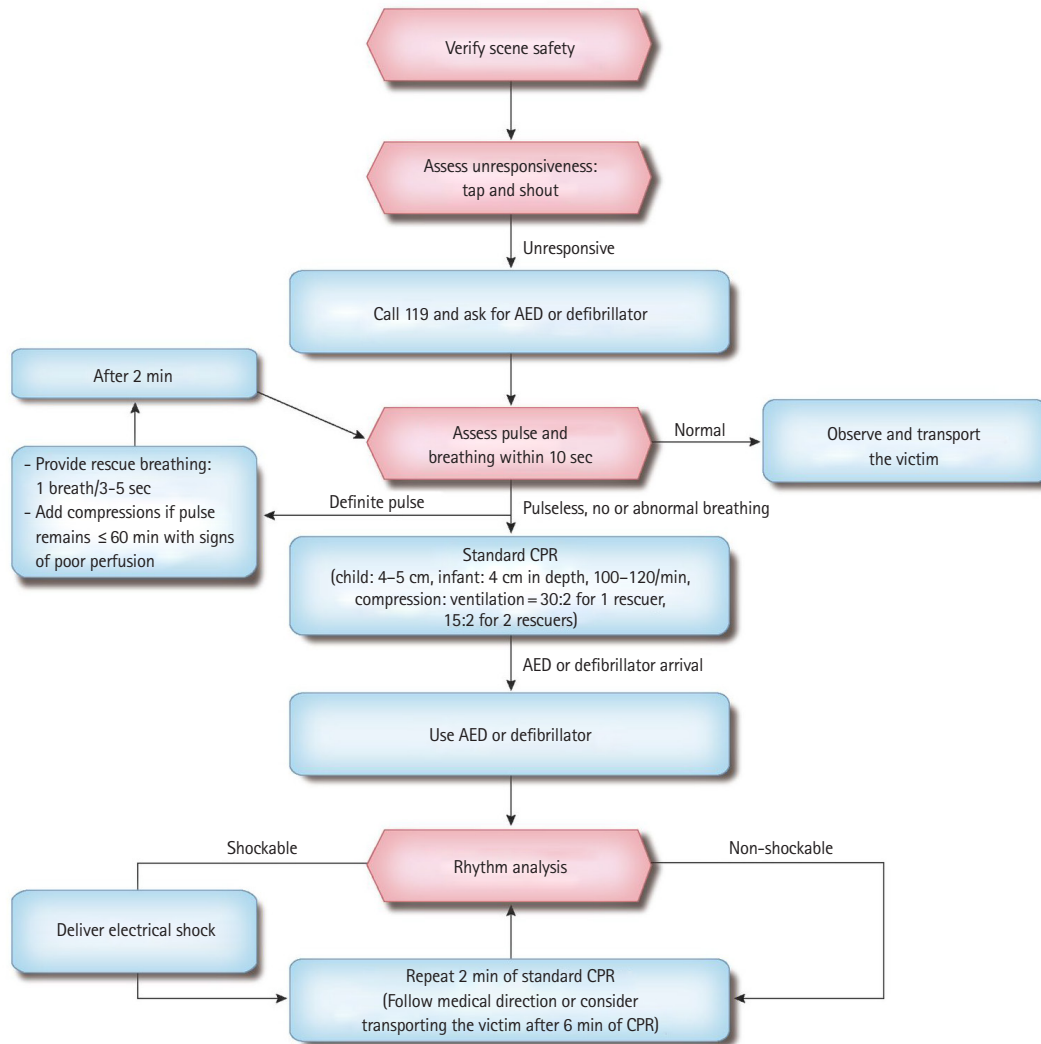 Verify scene safety
Assess unresponsiveness:
tap and shout
Unresponsive
Call 119 and ask for AED or defibrillator
After 2 min
Assess pulse and
breathing within 10 sec
Normal
Observe and transport
the victim
- Provide rescue breathing:
1 breath/3-5 sec
- Add compressions if pulse
remains ≤ 60 min with signs
of poor perfusion
Definite pulse
Pulseless, no or abnormal breathing
Standard CPR
(child: 4–5 cm, infant: 4 cm in depth, 100–120/min,
compression: ventilation = 30:2 for 1 rescuer,
15:2 for 2 rescuers)
AED or defibrillator arrival
Use AED or defibrillator
Shockable
Rhythm analysis
Non-shockable
Deliver electrical shock
Repeat 2 min of standard CPR
(Follow medical direction or consider
transporting the victim after 6 min of CPR)